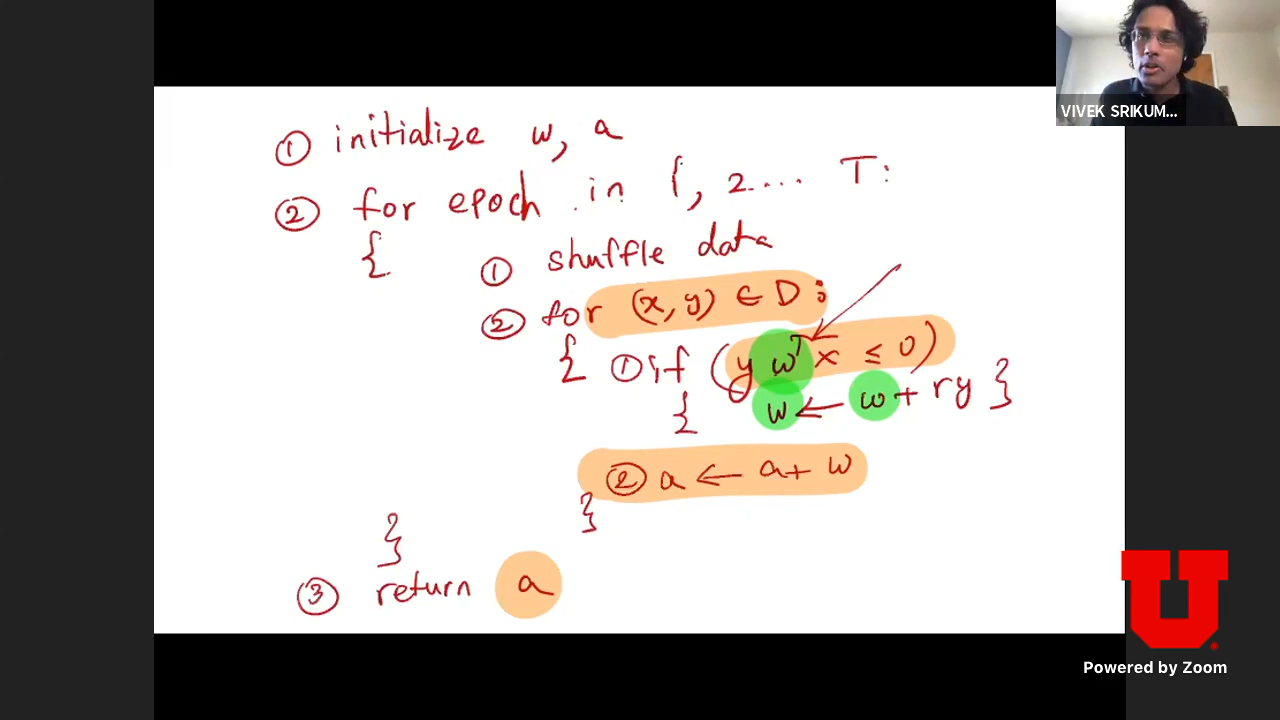 VIVEK SRIKUM...
① initialize w, a
② for epoch in 1, 2... T:
{ ① shuffle data
② for (x, y) ∈ D:
{ ① if (y wᵀx ≤ 0)
{ w ← w + ry }
② a ← a + w
}
}
③ return a
U
Powered by Zoom